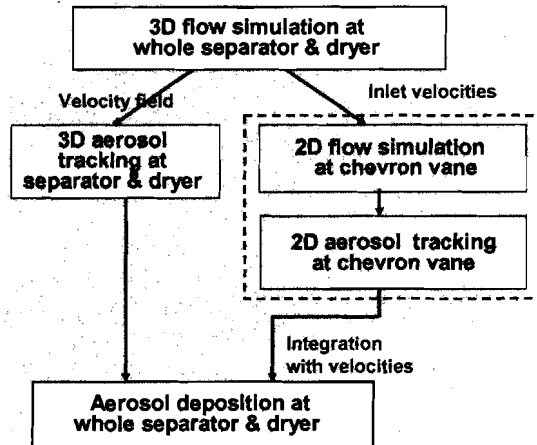 3D flow simulation at
whole separator & dryer
Velocity field
Inlet velocities
3D aerosol
tracking at
separator & dryer
2D flow simulation
at chevron vane
2D aerosol tracking
at chevron vane
Integration
with velocities
Aerosol deposition at
whole separator & dryer